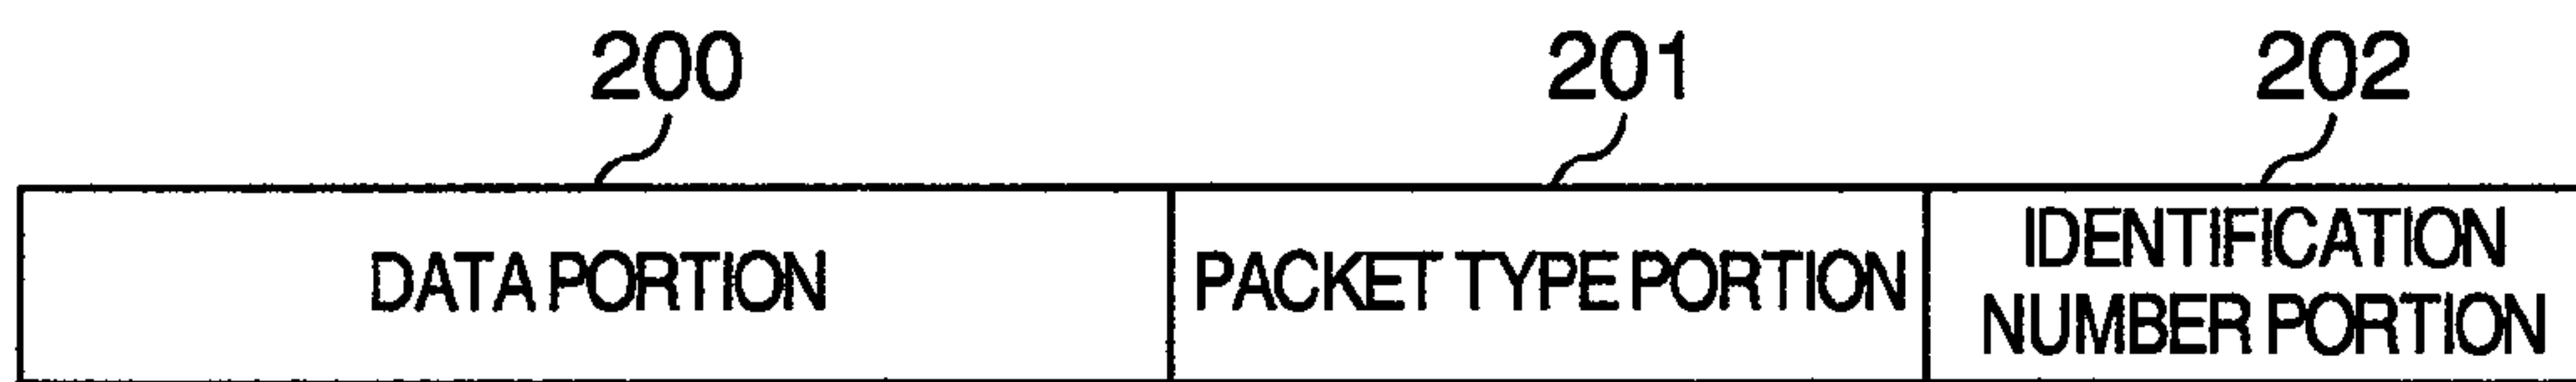 200 201 202
DATA PORTION PACKET TYPE PORTION IDENTIFICATION
NUMBER PORTION